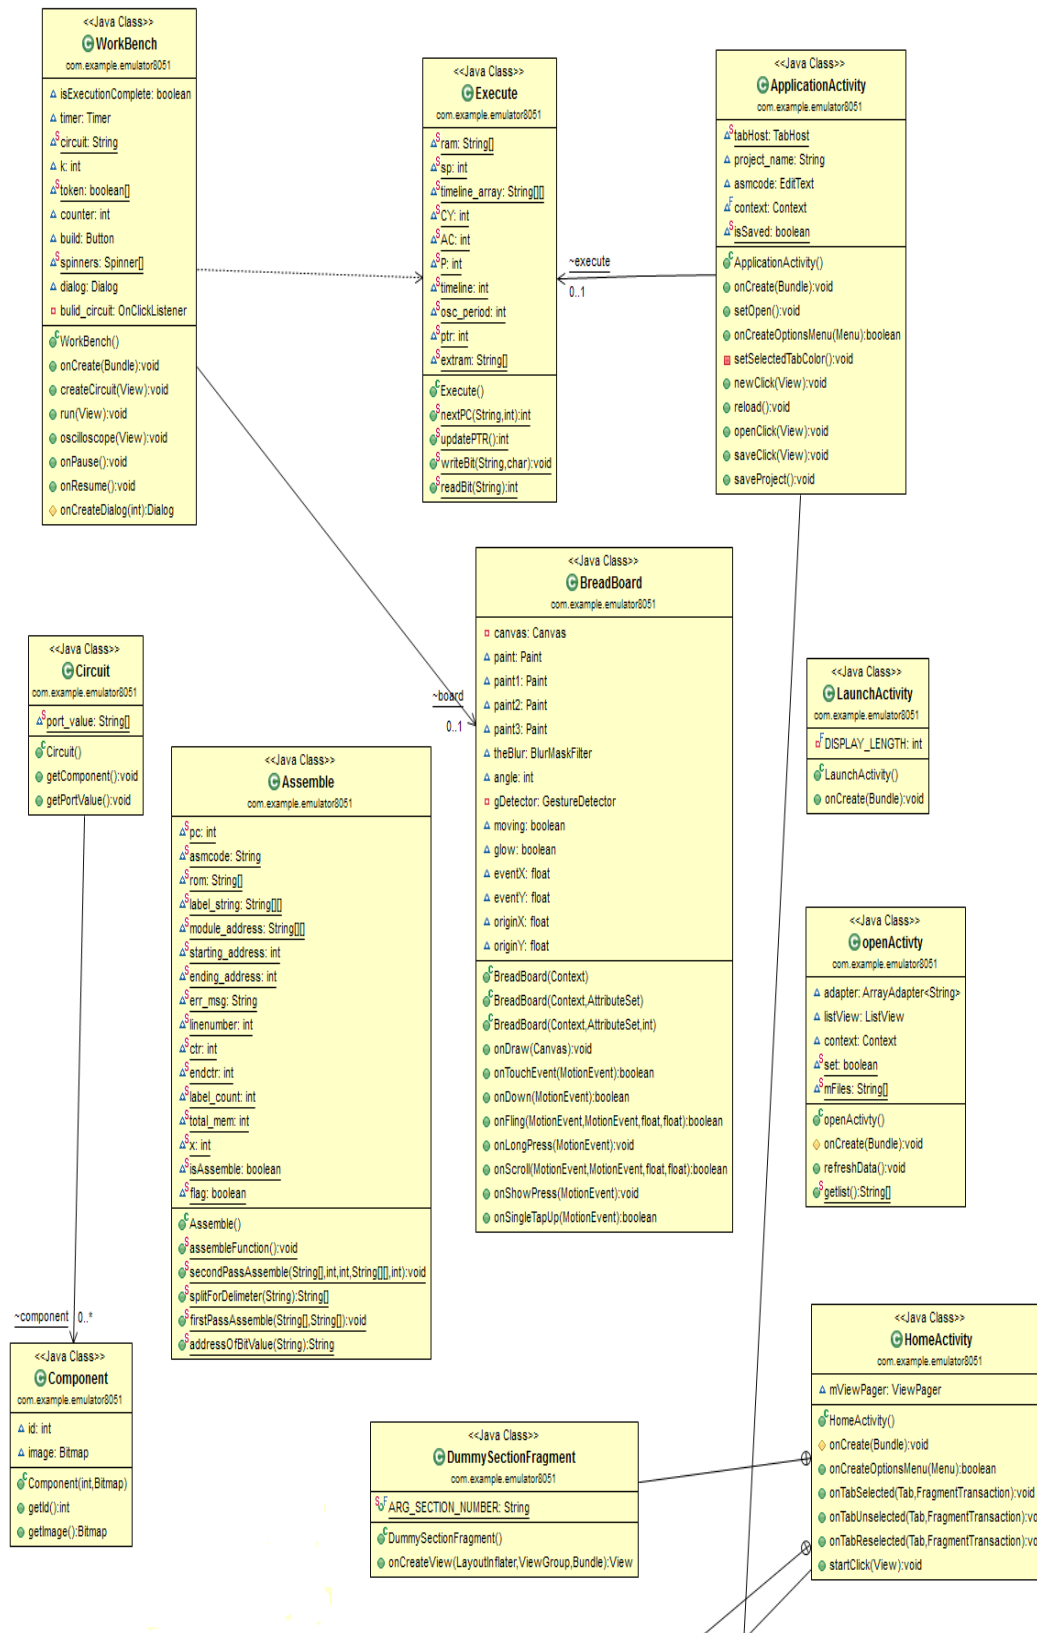 <<Java Class>>
WorkBench
com.example.emulator8051
isExecutionComplete: boolean
timer: Timer
circuit: String
k: int
token: boolean[]
counter: int
build: Button
spinners: Spinner[]
dialog: Dialog
bulid_circuit: OnClickListener
WorkBench()
onCreate(Bundle):void
createCircuit(View):void
run(View):void
oscilloscope(View):void
onPause():void
onResume():void
onCreateDialog(int):Dialog
<<Java Class>>
Execute
com.example.emulator8051
ram: String[]
sp: int
timeline_array: String[][]
CY: int
AC: int
P: int
timeline: int
osc_period: int
ptr: int
extram: String[]
Execute()
nextPC(String,int):int
updatePTR():int
writeBit(String,char):void
readBit(String):int
~execute
0..1
<<Java Class>>
ApplicationActivity
com.example.emulator8051
tabHost: TabHost
project_name: String
asmcode: EditText
context: Context
isSaved: boolean
ApplicationActivity()
onCreate(Bundle):void
setOpen():void
onCreateOptionsMenu(Menu):boolean
setSelectedTabColor():void
newClick(View):void
reload():void
openClick(View):void
saveClick(View):void
saveProject():void
<<Java Class>>
BreadBoard
com.example.emulator8051
canvas: Canvas
paint: Paint
paint1: Paint
paint2: Paint
paint3: Paint
theBlur: BlurMaskFilter
angle: int
gDetector: GestureDetector
moving: boolean
glow: boolean
eventX: float
eventY: float
originX: float
originY: float
BreadBoard(Context)
BreadBoard(Context,AttributeSet)
BreadBoard(Context,AttributeSet,int)
onDraw(Canvas):void
onTouchEvent(MotionEvent):boolean
onDown(MotionEvent):boolean
onFling(MotionEvent,MotionEvent,float,float):boolean
onLongPress(MotionEvent):void
onScroll(MotionEvent,MotionEvent,float,float):boolean
onShowPress(MotionEvent):void
onSingleTapUp(MotionEvent):boolean
~board
0..1
<<Java Class>>
Circuit
com.example.emulator8051
port_value: String[]
Circuit()
getComponent():void
getPortValue():void
<<Java Class>>
LaunchActivity
com.example.emulator8051
DISPLAY_LENGTH: int
LaunchActivity()
onCreate(Bundle):void
<<Java Class>>
Assemble
com.example.emulator8051
pc: int
asmcode: String
rom: String[]
label_string: String[][]
module_address: String[][]
starting_address: int
ending_address: int
err_msg: String
linenumber: int
ctr: int
endctr: int
label_count: int
total_mem: int
x: int
isAssemble: boolean
flag: boolean
Assemble()
assembleFunction():void
secondPassAssemble(String[],int,int,String[][],int):void
splitForDelimeter(String):String[]
firstPassAssemble(String[],String[]):void
addressOfBitValue(String):String
<<Java Class>>
openActivty
com.example.emulator8051
adapter: ArrayAdapter<String>
listView: ListView
context: Context
set: boolean
mFiles: String[]
openActivty()
onCreate(Bundle):void
refreshData():void
getlist():String[]
~component
0..*
<<Java Class>>
Component
com.example.emulator8051
id: int
image: Bitmap
Component(int,Bitmap)
getId():int
getImage():Bitmap
<<Java Class>>
HomeActivity
com.example.emulator8051
mViewPager: ViewPager
HomeActivity()
onCreate(Bundle):void
onCreateOptionsMenu(Menu):boolean
onTabSelected(Tab,FragmentTransaction):void
onTabUnselected(Tab,FragmentTransaction):vo
onTabReselected(Tab,FragmentTransaction):vo
startClick(View):void
<<Java Class>>
DummySectionFragment
com.example.emulator8051
ARG_SECTION_NUMBER: String
DummySectionFragment()
onCreateView(LayoutInflater,ViewGroup,Bundle):View